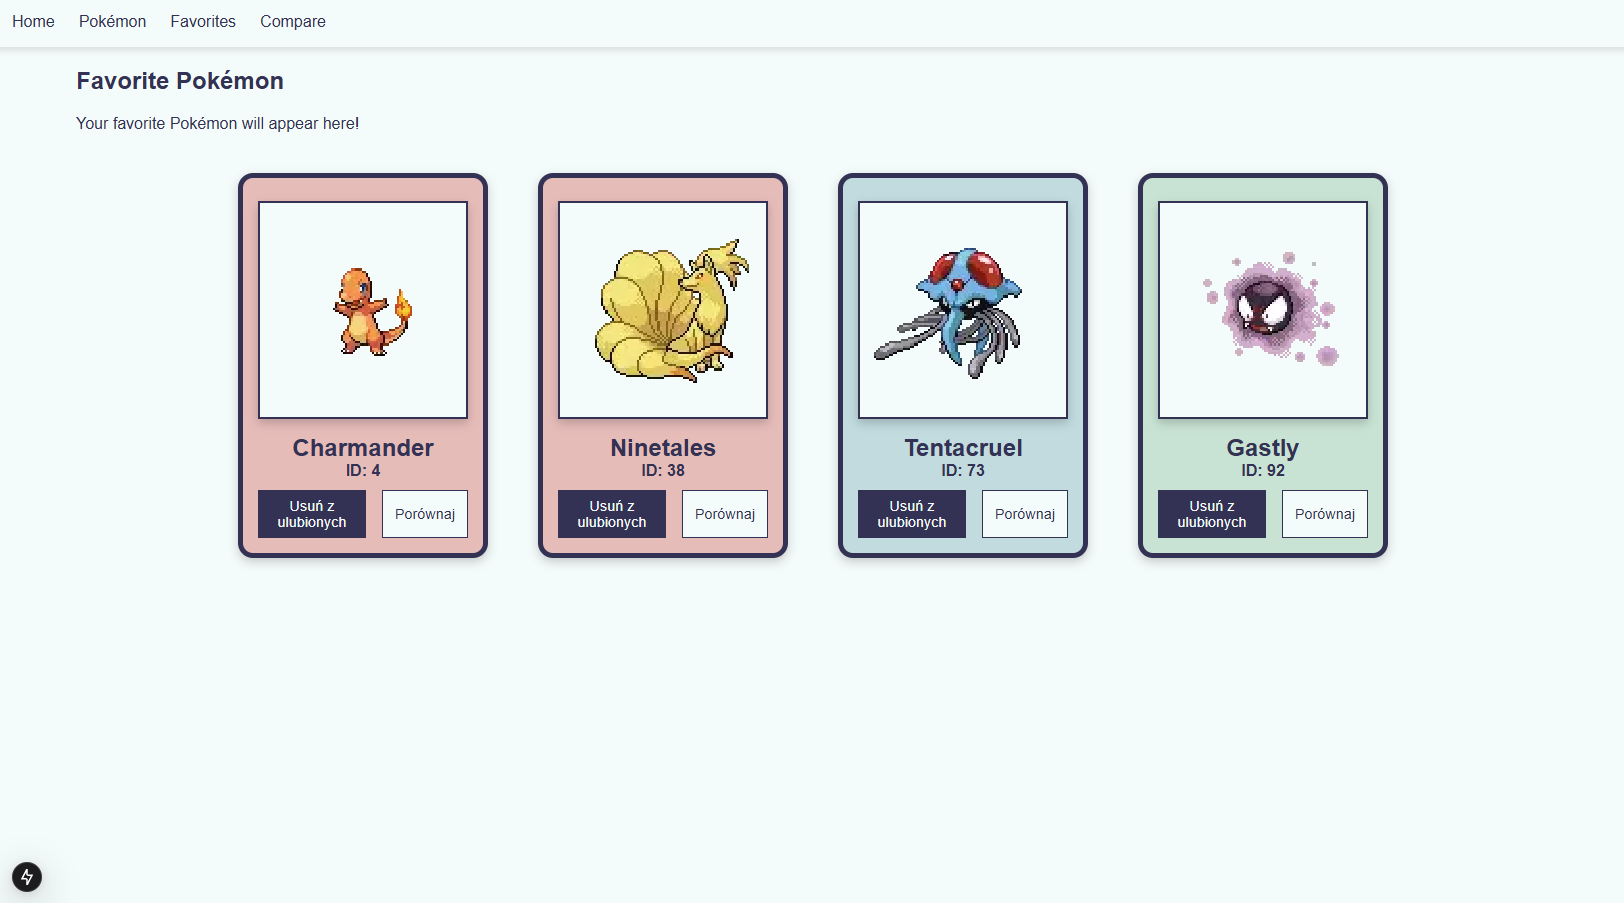 Home Pokémon Favorites Compare
Favorite Pokémon
Your favorite Pokémon will appear here!
Charmander
ID: 4
Usuń z
ulubionych
Porównaj
Ninetales
ID: 38
Usuń z
ulubionych
Porównaj
Tentacruel
ID: 73
Usuń z
ulubionych
Porównaj
Gastly
ID: 92
Usuń z
ulubionych
Porównaj